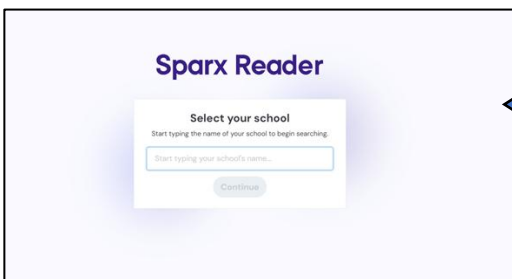 Sparx Reader
Select your school
Start typing the name of your school to begin searching.
Start typing your school's name...
Continue